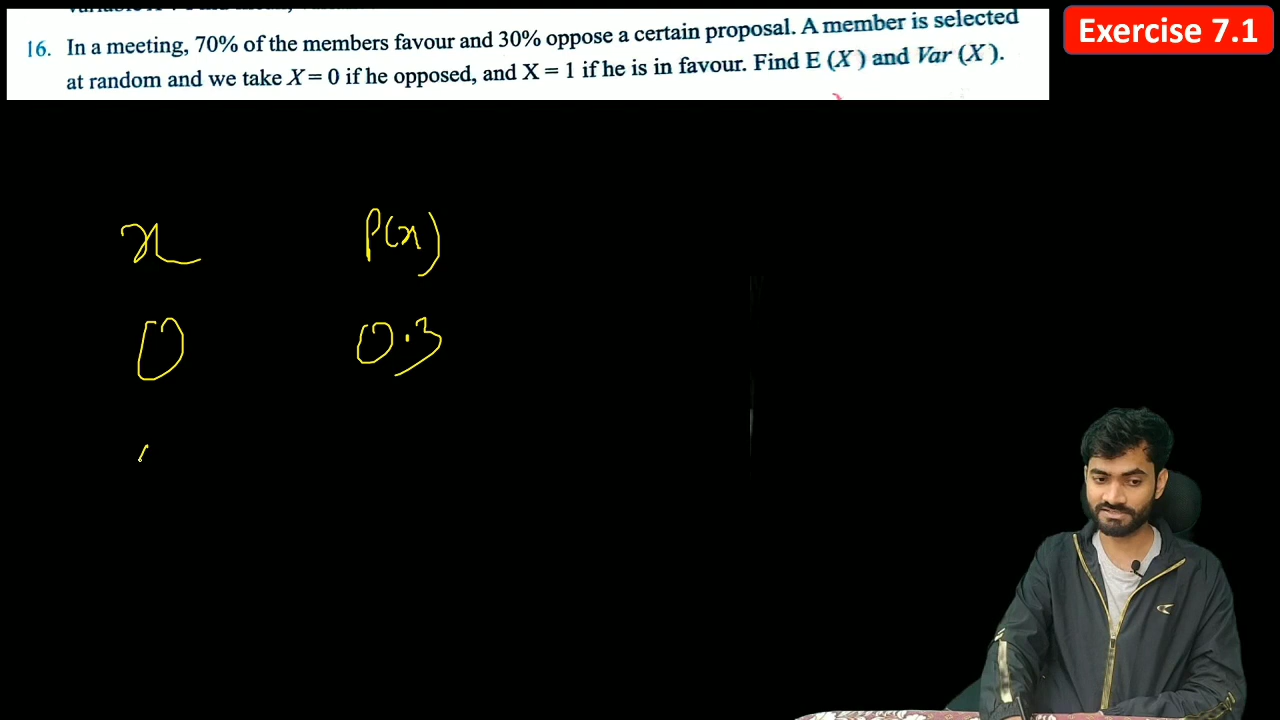 Exercise 7.1
16. In a meeting, 70% of the members favour and 30% oppose a certain proposal. A member is selected
at random and we take X = 0 if he opposed, and X = 1 if he is in favour. Find E (X) and Var (X).
x P(x)
0 0.3